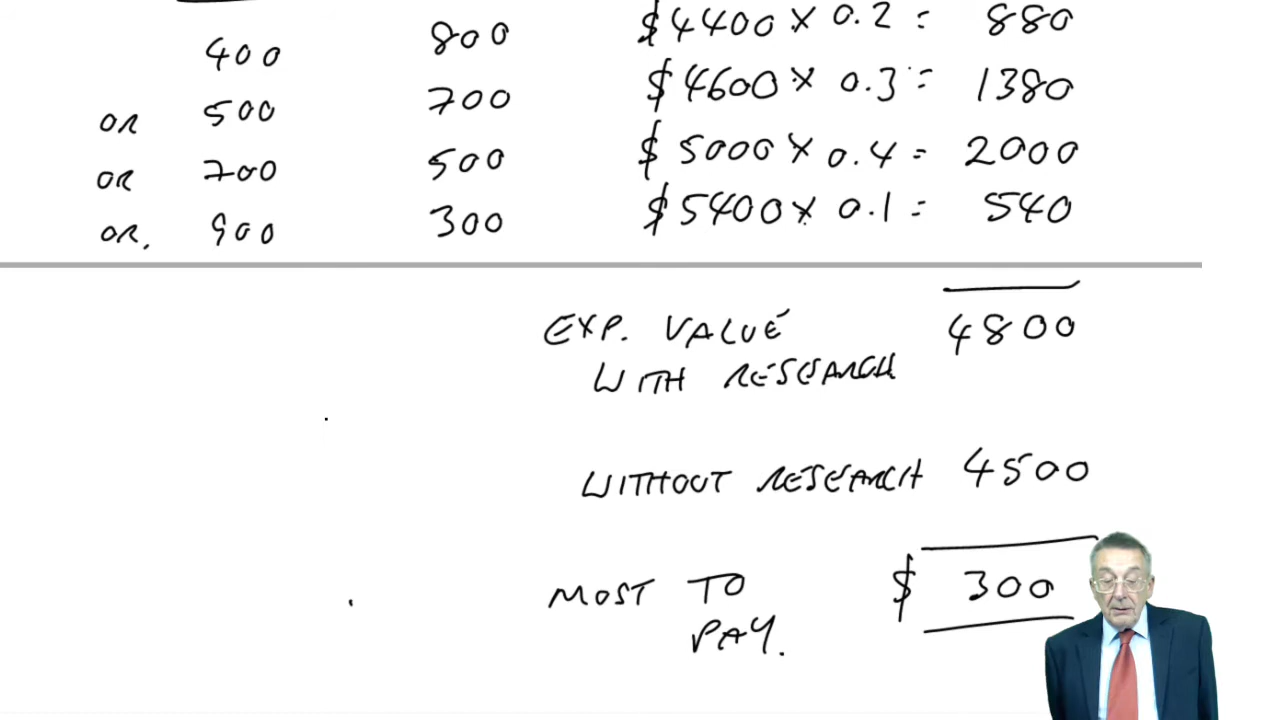 400 800 $4400 × 0.2 = 880
OR 500 700 $4600 × 0.3 = 1380
OR 700 500 $5000 × 0.4 = 2000
OR. 900 300 $5400 × 0.1 = 540
EXP. VALUE 4800
WITH RESEARCH
WITHOUT RESEARCH 4500
MOST TO $ 300
PAY.